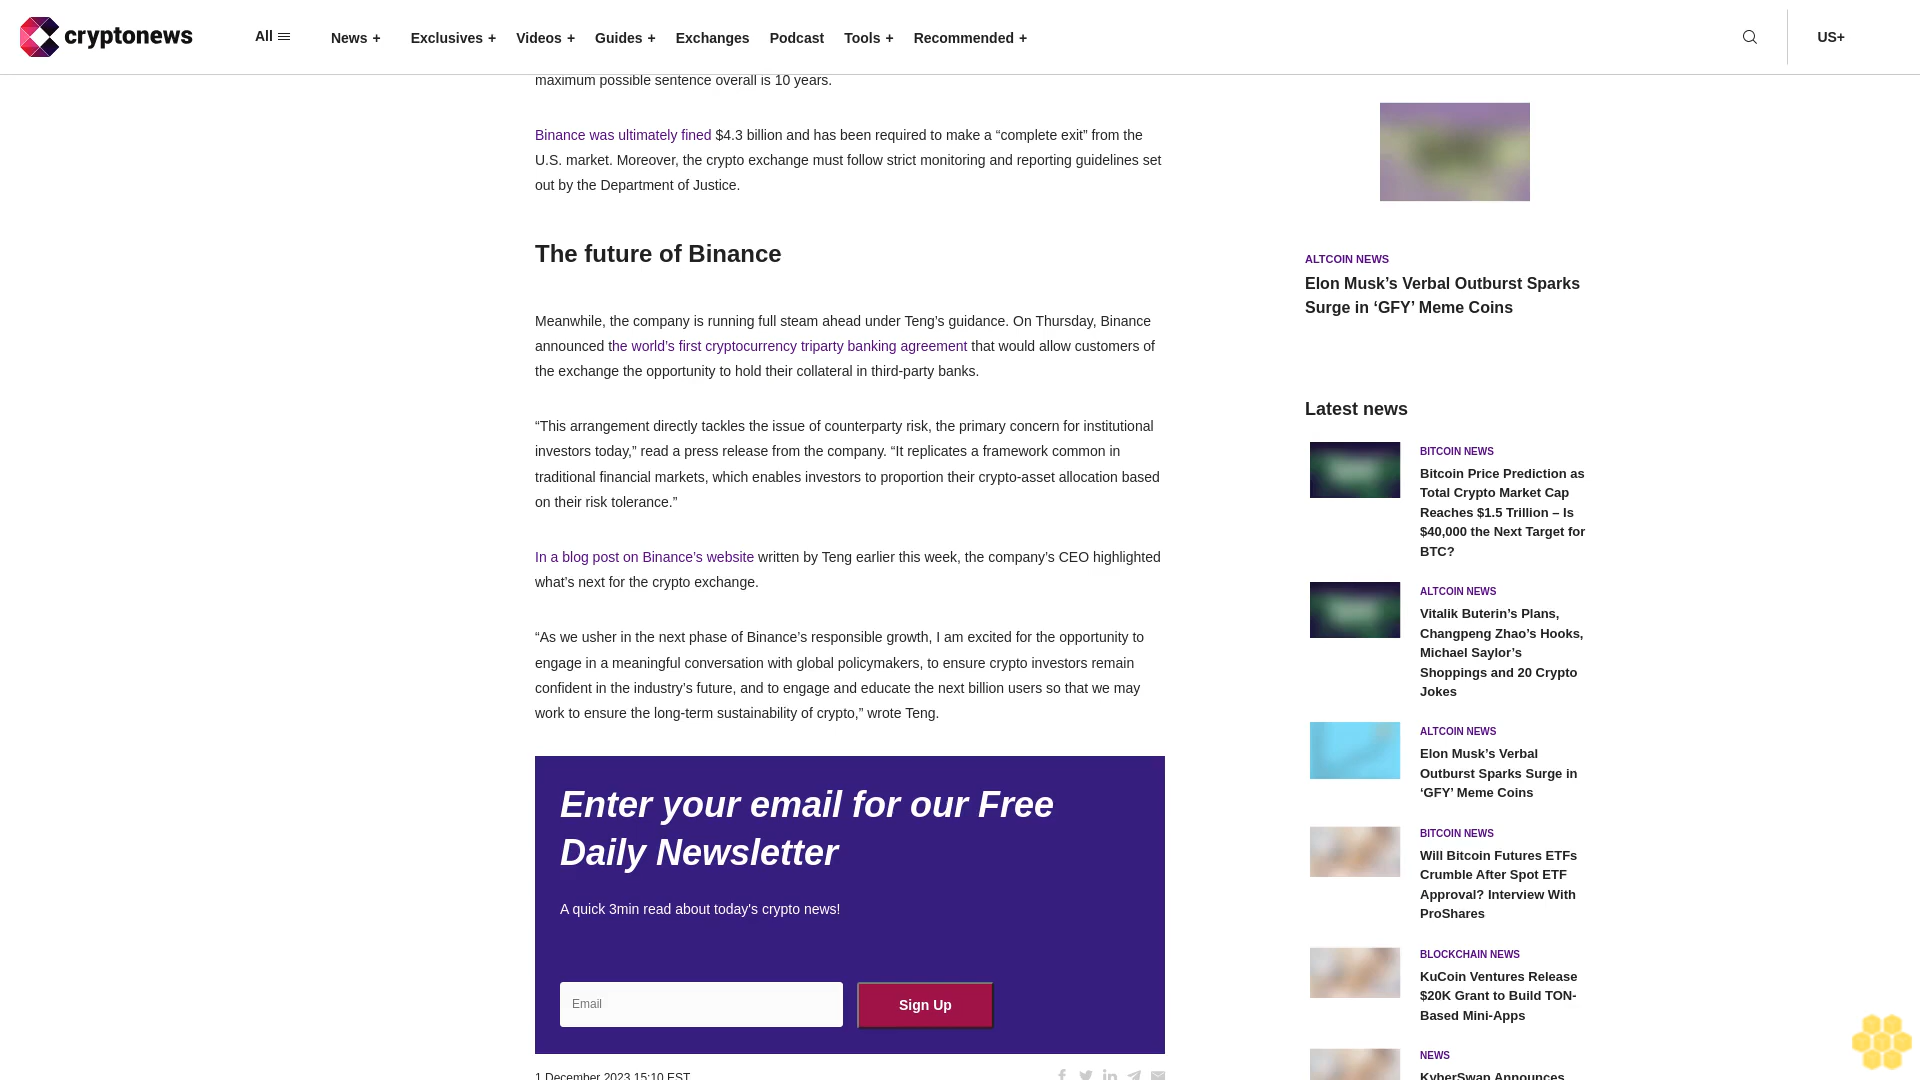 cryptonews
All
News +
Exclusives +
Videos +
Guides +
Exchanges
Podcast
Tools +
Recommended +
US+
maximum possible sentence overall is 10 years.
Binance was ultimately fined $4.3 billion and has been required to make a “complete exit” from the
U.S. market. Moreover, the crypto exchange must follow strict monitoring and reporting guidelines set
out by the Department of Justice.
The future of Binance
Meanwhile, the company is running full steam ahead under Teng’s guidance. On Thursday, Binance
announced the world’s first cryptocurrency triparty banking agreement that would allow customers of
the exchange the opportunity to hold their collateral in third-party banks.
“This arrangement directly tackles the issue of counterparty risk, the primary concern for institutional
investors today,” read a press release from the company. “It replicates a framework common in
traditional financial markets, which enables investors to proportion their crypto-asset allocation based
on their risk tolerance.”
In a blog post on Binance’s website written by Teng earlier this week, the company’s CEO highlighted
what’s next for the crypto exchange.
“As we usher in the next phase of Binance’s responsible growth, I am excited for the opportunity to
engage in a meaningful conversation with global policymakers, to ensure crypto investors remain
confident in the industry’s future, and to engage and educate the next billion users so that we may
work to ensure the long-term sustainability of crypto,” wrote Teng.
Enter your email for our Free
Daily Newsletter
A quick 3min read about today's crypto news!
Email
Sign Up
1 December 2023 15:10 EST
ALTCOIN NEWS
Elon Musk’s Verbal Outburst Sparks
Surge in ‘GFY’ Meme Coins
Latest news
BITCOIN NEWS
Bitcoin Price Prediction as
Total Crypto Market Cap
Reaches $1.5 Trillion – Is
$40,000 the Next Target for
BTC?
ALTCOIN NEWS
Vitalik Buterin’s Plans,
Changpeng Zhao’s Hooks,
Michael Saylor’s
Shoppings and 20 Crypto
Jokes
ALTCOIN NEWS
Elon Musk’s Verbal
Outburst Sparks Surge in
‘GFY’ Meme Coins
BITCOIN NEWS
Will Bitcoin Futures ETFs
Crumble After Spot ETF
Approval? Interview With
ProShares
BLOCKCHAIN NEWS
KuCoin Ventures Release
$20K Grant to Build TON-
Based Mini-Apps
NEWS
KyberSwap Announces